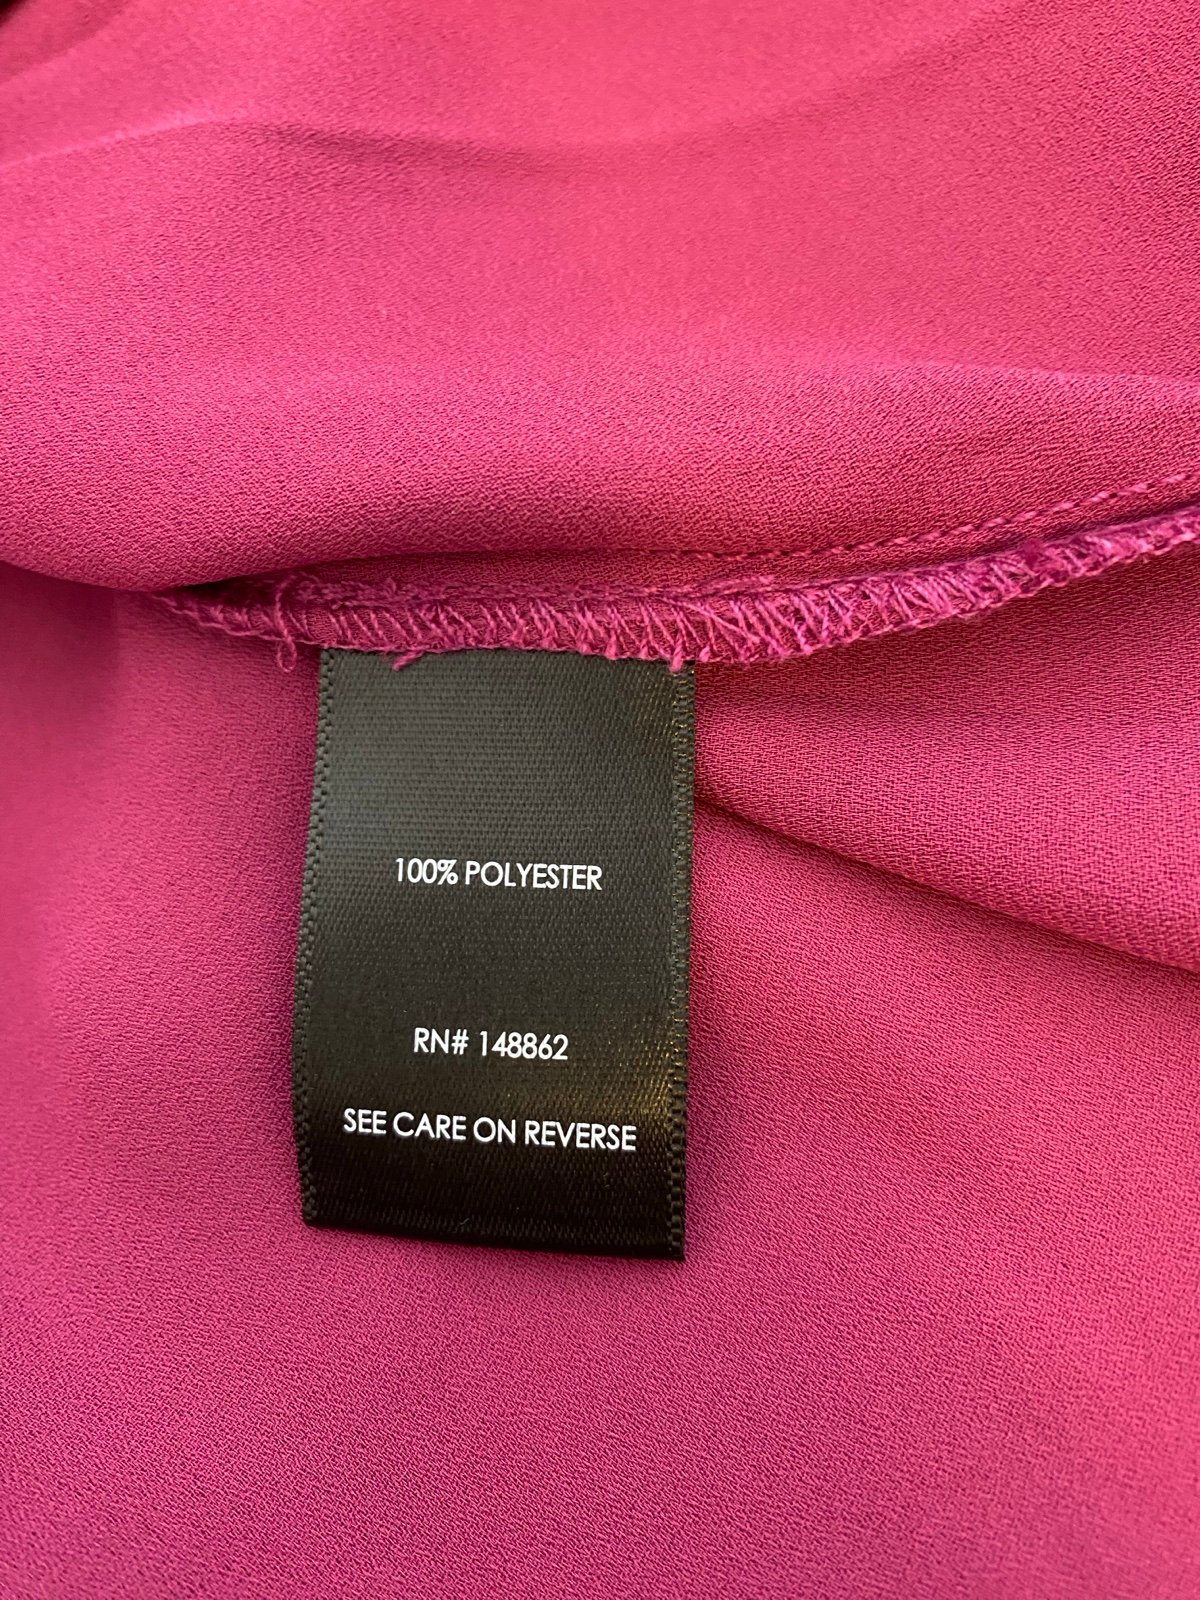 100% POLYESTER
RN# 148862
SEE CARE ON REVERSE